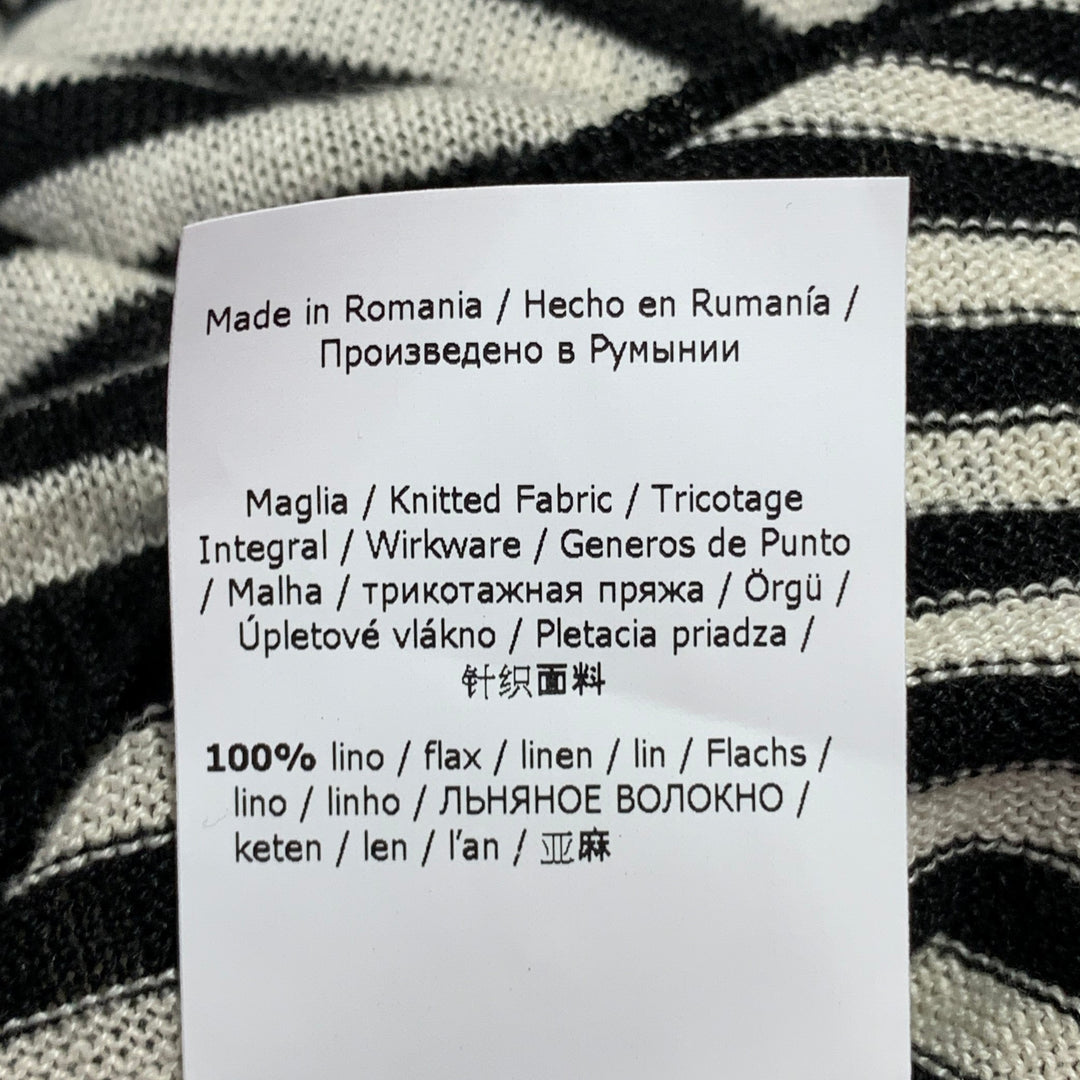 Made in Romania / Hecho en Rumanía /
Произведено в Румынии
Maglia / Knitted Fabric / Tricotage
Integral / Wirkware / Generos de Punto
/ Malha / трикотажная пряжа / Örgü /
Úpletové vlákno / Pletacia priadza /
针织面料
100% lino / flax / linen / lin / Flachs /
lino / linho / ЛЬНЯНОЕ ВОЛОКНО /
keten / len / l'an / 亚麻